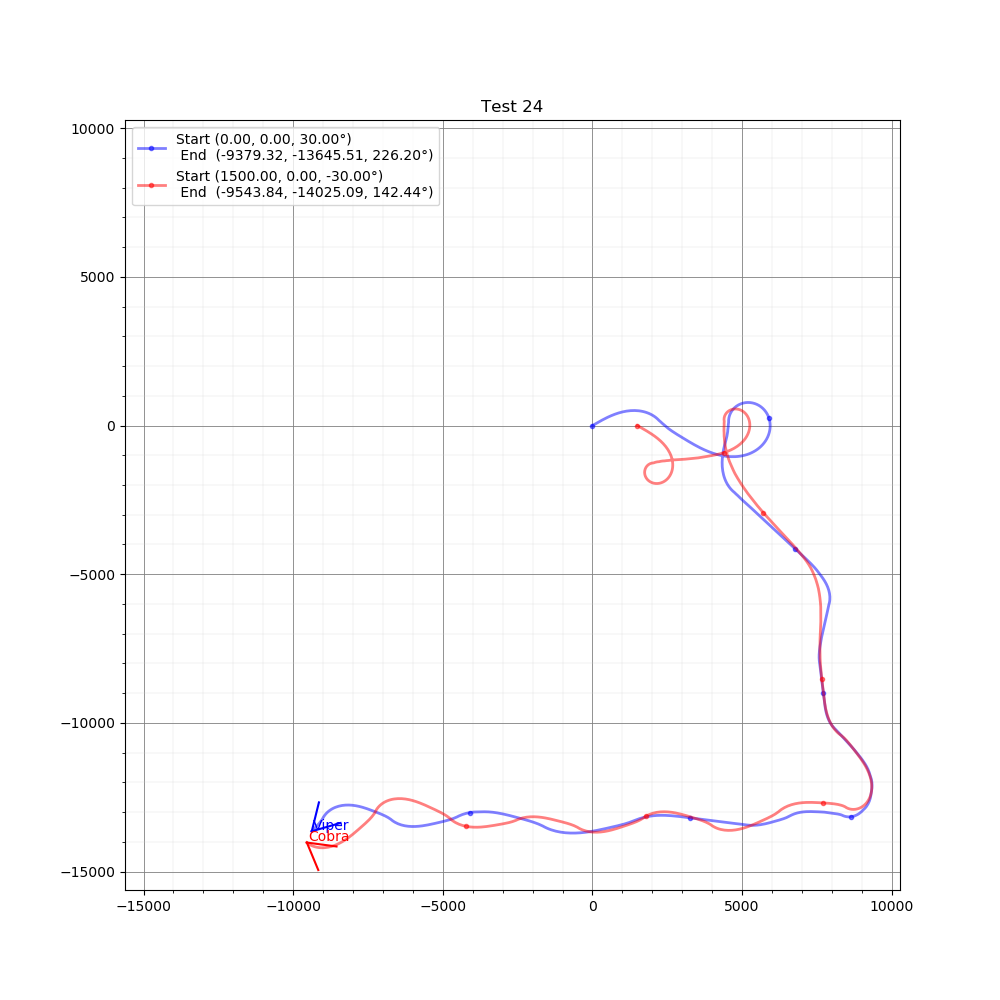 Test 24
Start (0.00, 0.00, 30.00°)
End (-9379.32, -13645.51, 226.20°)
Start (1500.00, 0.00, -30.00°)
End (-9543.84, -14025.09, 142.44°)
10000
5000
0
−5000
−10000
−15000
Viper
Cobra
−15000 −10000 −5000 0 5000 10000